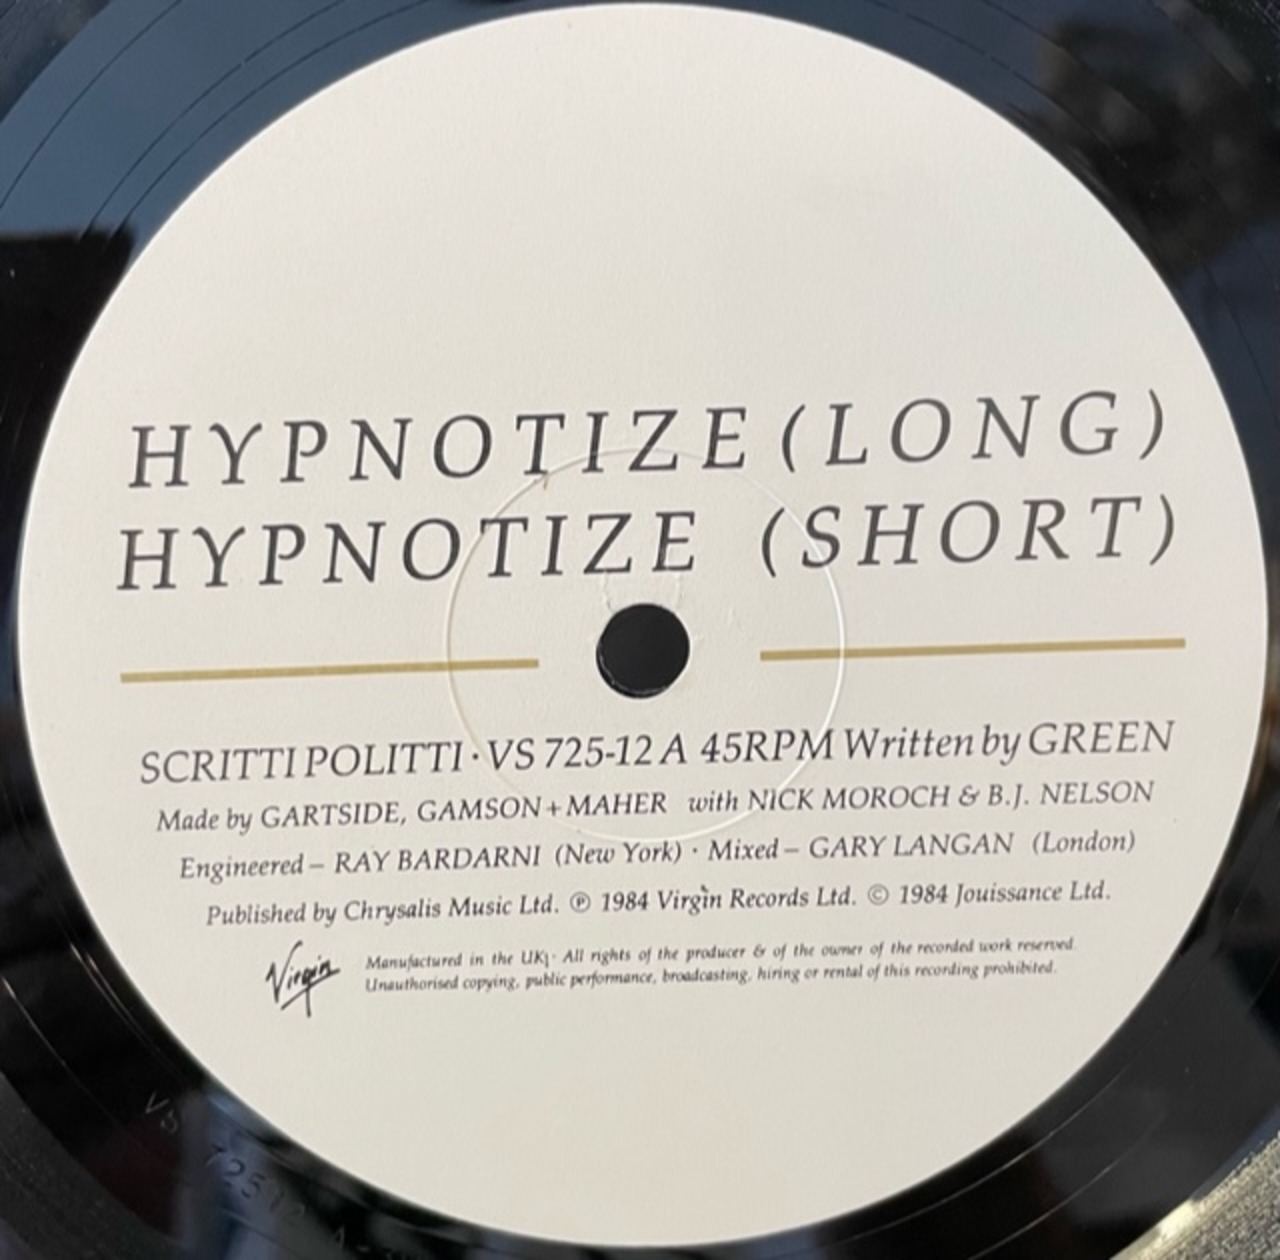 HYPNOTIZE (LONG)
HYPNOTIZE (SHORT)
SCRITTI POLITTI · VS 725-12 A 45RPM Written by GREEN
Made by GARTSIDE, GAMSON + MAHER with NICK MOROCH & B.J. NELSON
Engineered – RAY BARDARNI (New York) · Mixed – GARY LANGAN (London)
Published by Chrysalis Music Ltd. ℗ 1984 Virgin Records Ltd. © 1984 Jouissance Ltd.
Virgin
Manufactured in the UK · All rights of the producer & of the owner of the recorded work reserved.
Unauthorised copying, public performance, broadcasting, hiring or rental of this recording prohibited.
VS 72512 A -